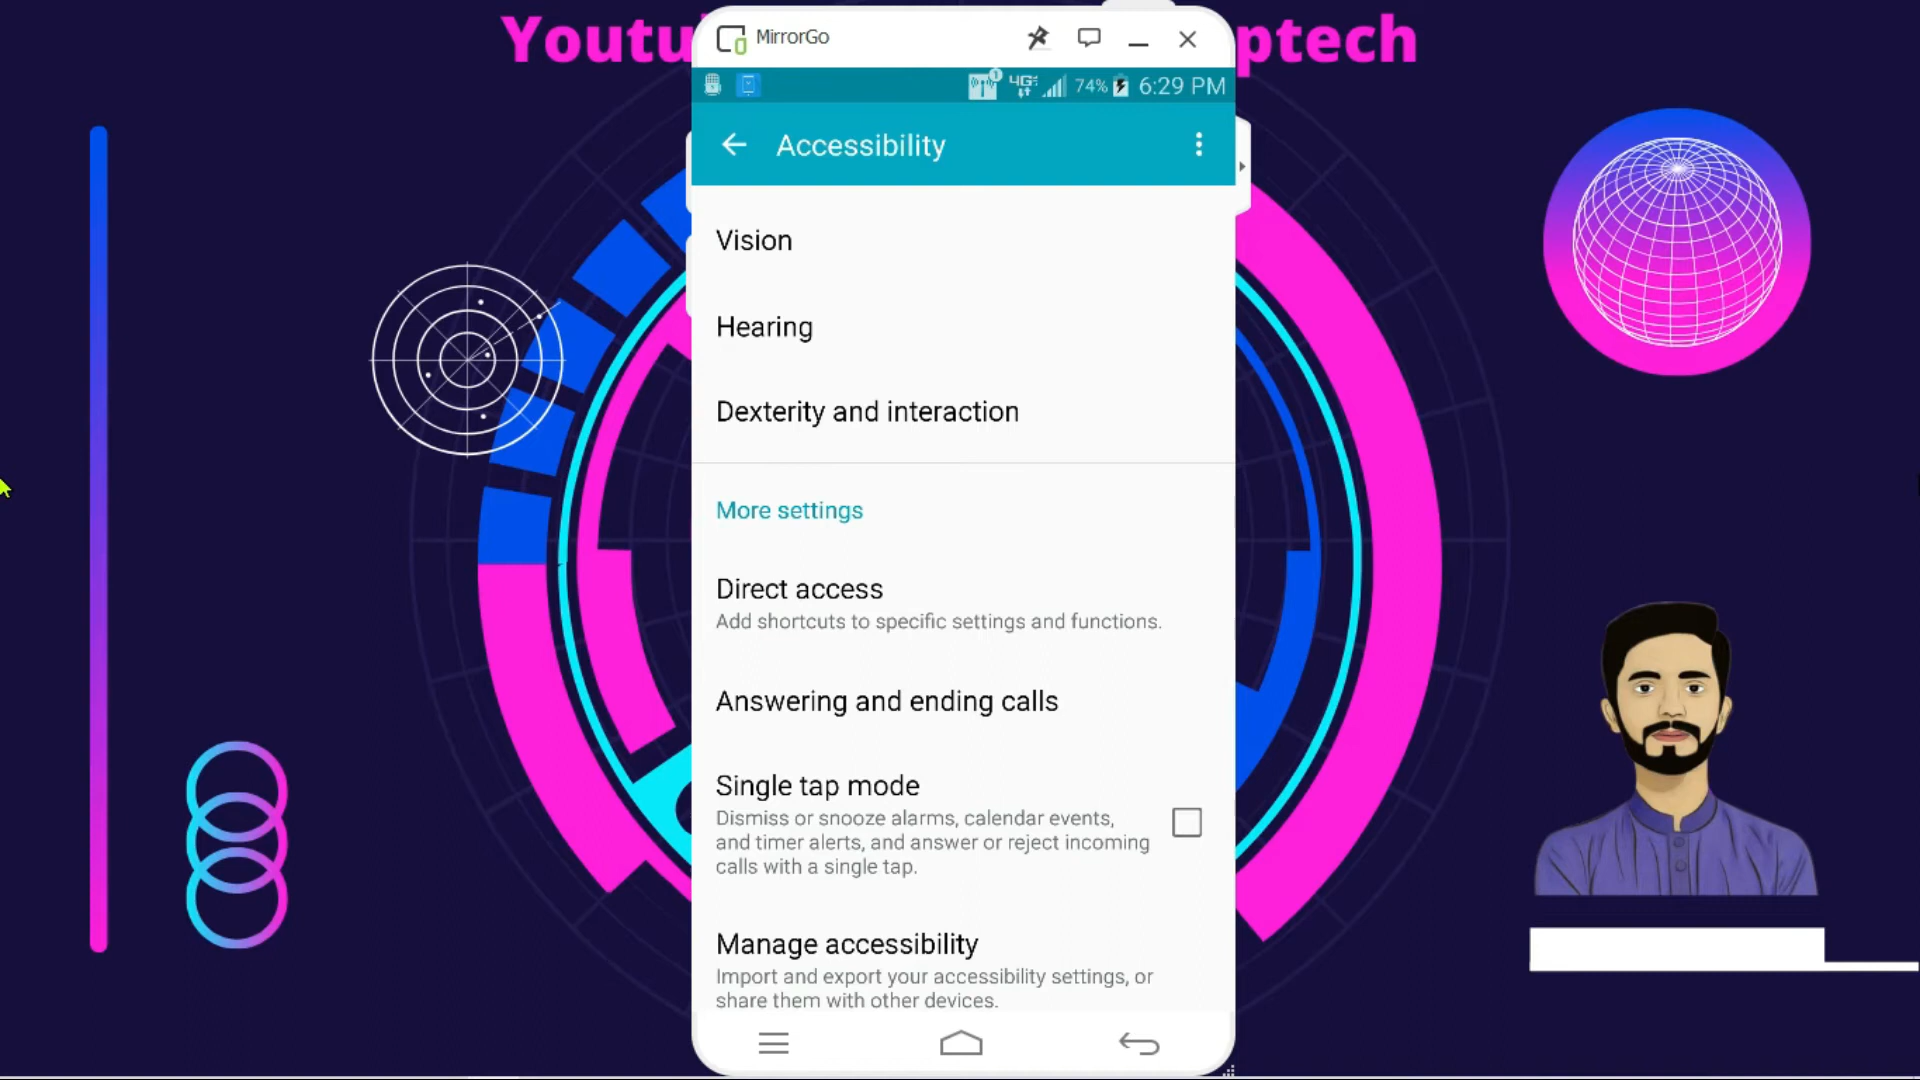 MirrorGo
4G 74% 6:29 PM
Accessibility
Vision
Hearing
Dexterity and interaction
More settings
Direct access
Add shortcuts to specific settings and functions.
Answering and ending calls
Single tap mode
Dismiss or snooze alarms, calendar events,
and timer alerts, and answer or reject incoming
calls with a single tap.
Manage accessibility
Import and export your accessibility settings, or
share them with other devices.